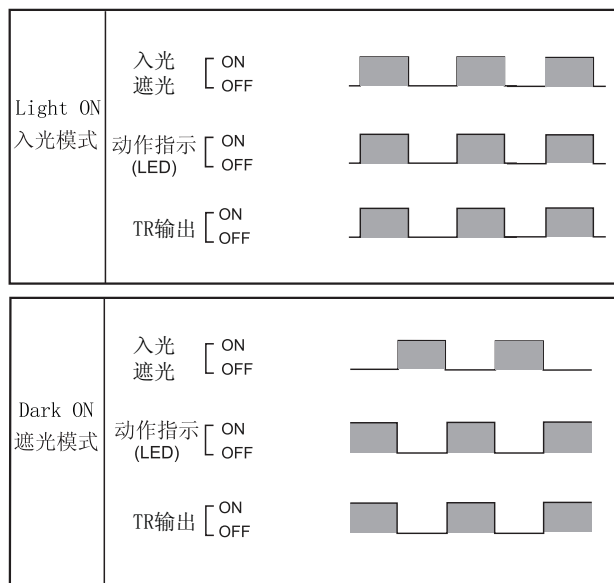 Light ON
入光模式
入光 ON
遮光 OFF
动作指示 ON
(LED) OFF
TR输出 ON
OFF
Dark ON
遮光模式
入光 ON
遮光 OFF
动作指示 ON
(LED) OFF
TR输出 ON
OFF